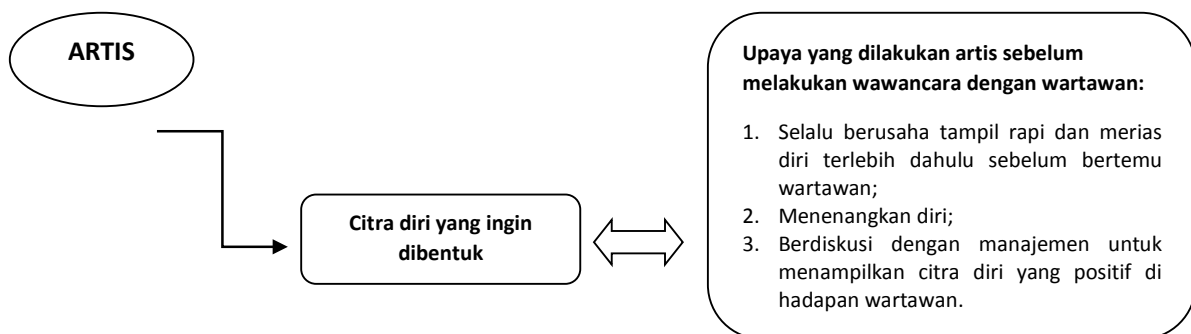 ARTIS
Upaya yang dilakukan artis sebelum
melakukan wawancara dengan wartawan:
1. Selalu berusaha tampil rapi dan merias
diri terlebih dahulu sebelum bertemu
wartawan;
2. Menenangkan diri;
3. Berdiskusi dengan manajemen untuk
menampilkan citra diri yang positif di
hadapan wartawan.
Citra diri yang ingin
dibentuk